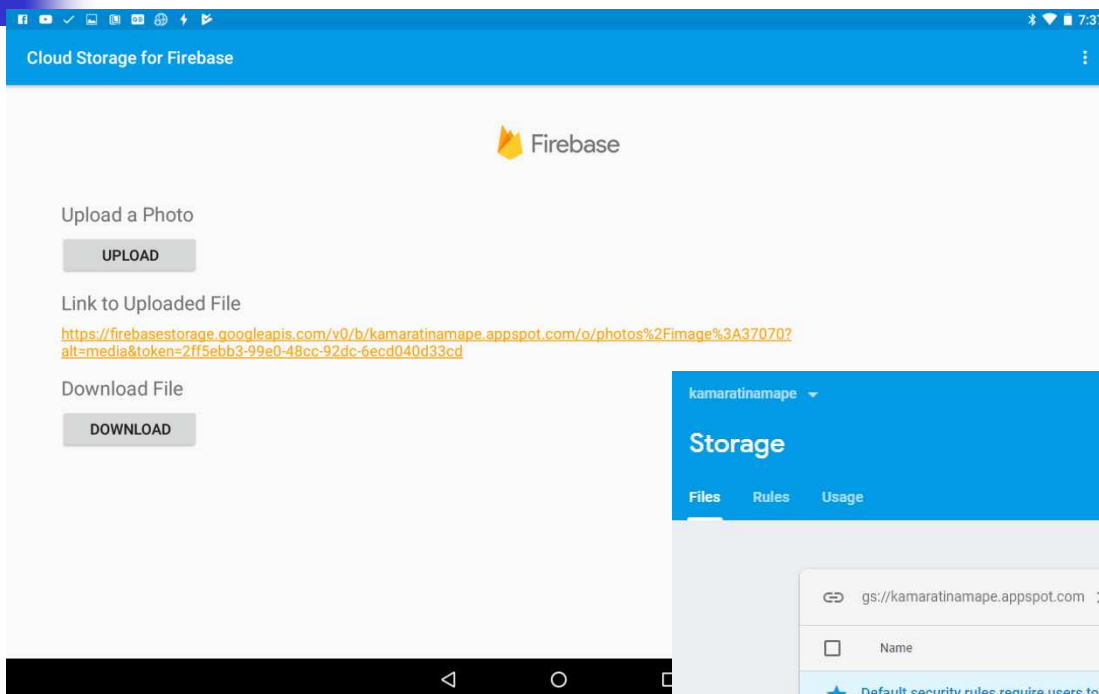 7:37
Cloud Storage for Firebase
Firebase
Upload a Photo
UPLOAD
Link to Uploaded File
https://firebasestorage.googleapis.com/v0/b/kamaratinamape.appspot.com/o/photos%2Fimage%3A37070?
alt=media&token=2ff5ebb3-99e0-48cc-92dc-6ecd040d33cd
Download File
DOWNLOAD
kamaratinamape
Storage
Files Rules Usage
gs://kamaratinamape.appspot.com
Name
Default security rules require users to